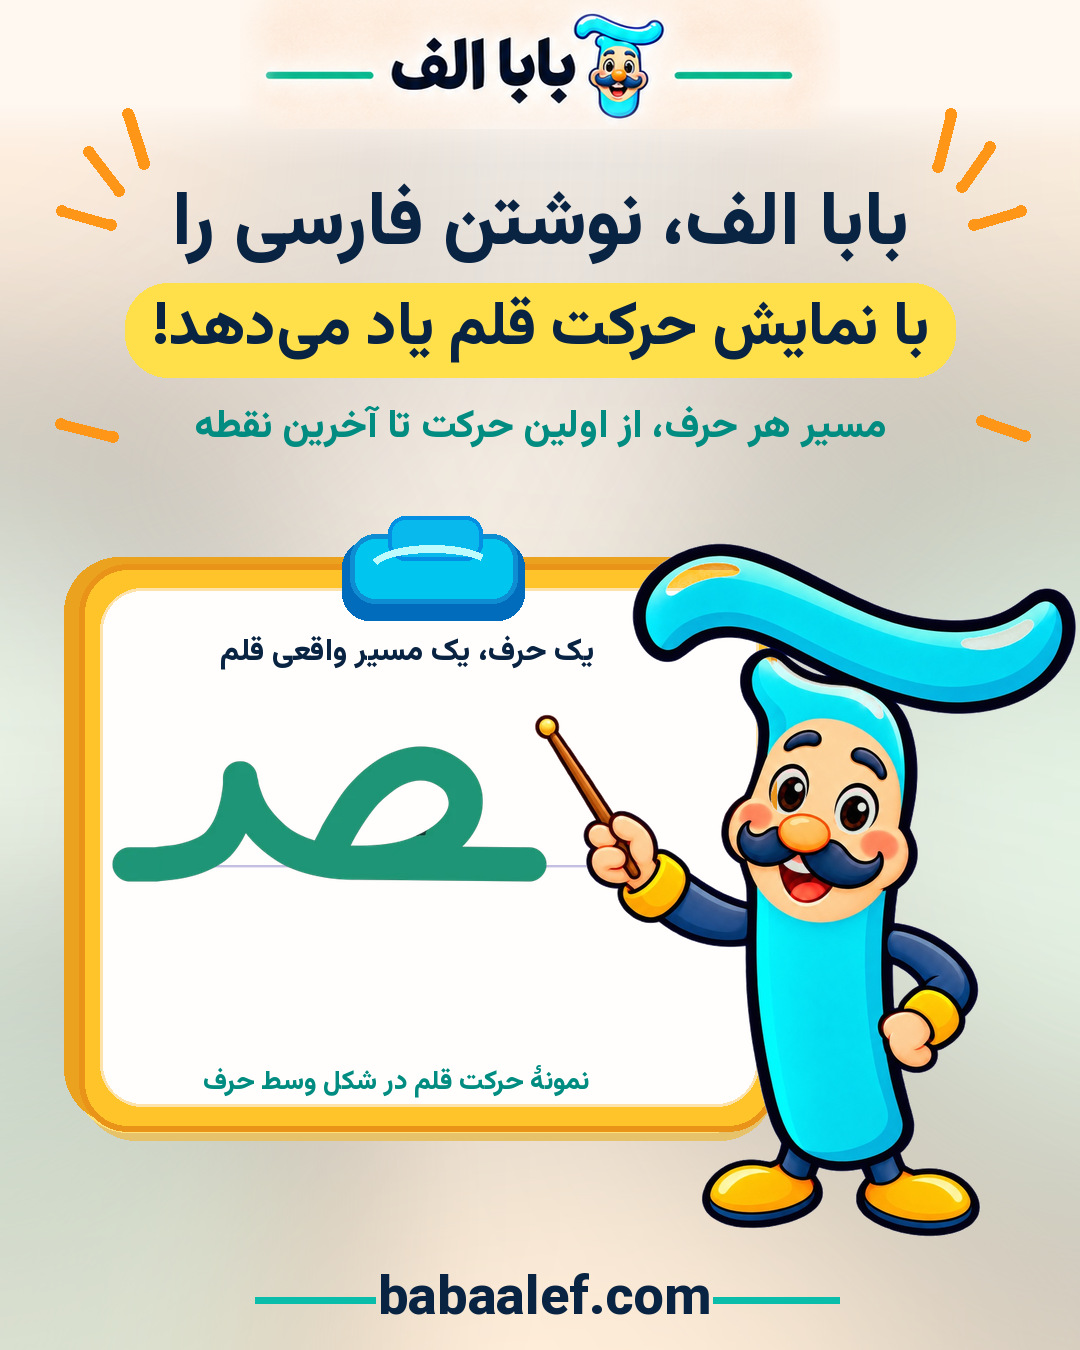 بابا الف
بابا الف، نوشتن فارسی را
با نمایش حرکت قلم یاد می‌دهد!
مسیر هر حرف، از اولین حرکت تا آخرین نقطه
یک حرف، یک مسیر واقعی قلم
ـصـ
نمونهٔ حرکت قلم در شکل وسط حرف
babaalef.com